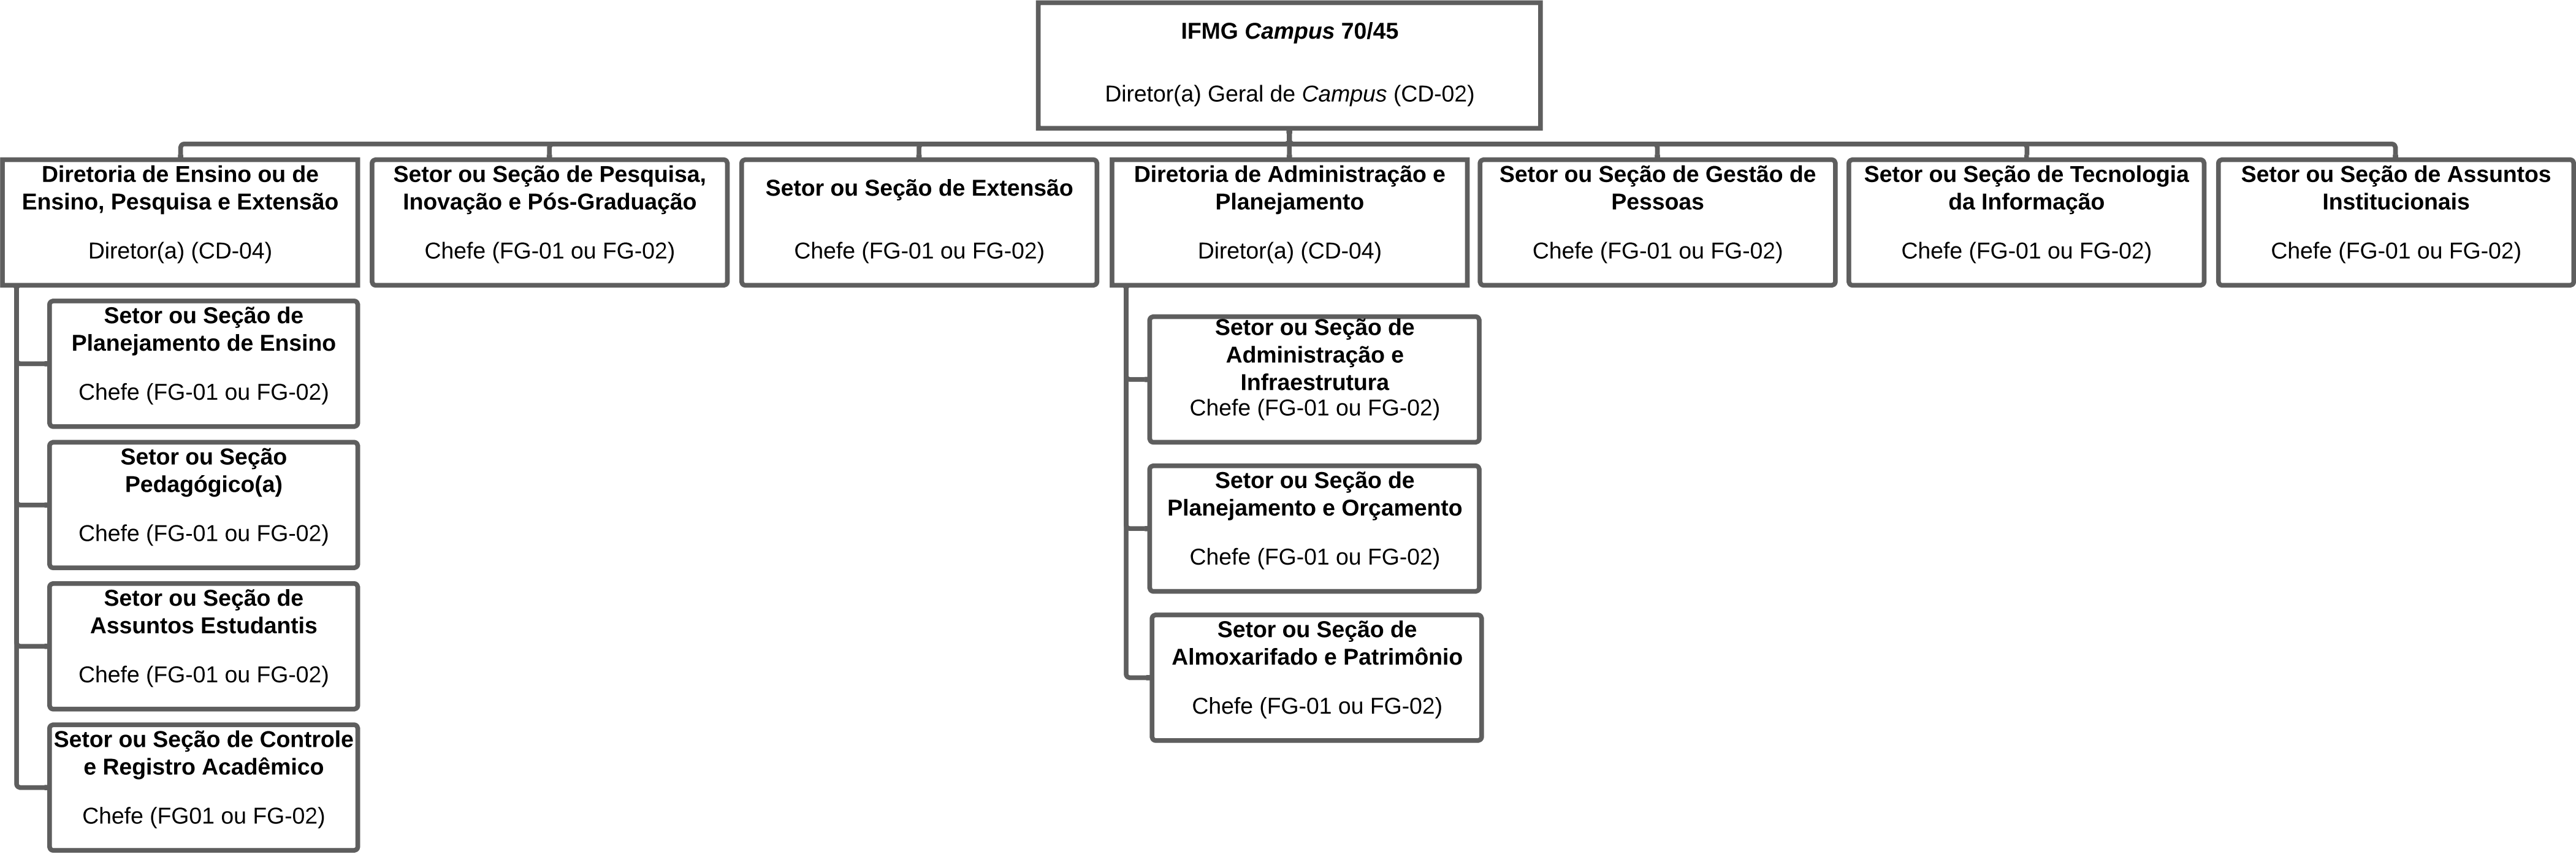 IFMG Campus 70/45
Diretor(a) Geral de Campus (CD-02)
Diretoria de Ensino ou de
Ensino, Pesquisa e Extensão
Diretor(a) (CD-04)
Setor ou Seção de Pesquisa,
Inovação e Pós-Graduação
Chefe (FG-01 ou FG-02)
Setor ou Seção de Extensão
Chefe (FG-01 ou FG-02)
Diretoria de Administração e
Planejamento
Diretor(a) (CD-04)
Setor ou Seção de Gestão de
Pessoas
Chefe (FG-01 ou FG-02)
Setor ou Seção de Tecnologia
da Informação
Chefe (FG-01 ou FG-02)
Setor ou Seção de Assuntos
Institucionais
Chefe (FG-01 ou FG-02)
Setor ou Seção de
Planejamento de Ensino
Chefe (FG-01 ou FG-02)
Setor ou Seção
Pedagógico(a)
Chefe (FG-01 ou FG-02)
Setor ou Seção de
Assuntos Estudantis
Chefe (FG-01 ou FG-02)
Setor ou Seção de Controle
e Registro Acadêmico
Chefe (FG01 ou FG-02)
Setor ou Seção de
Administração e
Infraestrutura
Chefe (FG-01 ou FG-02)
Setor ou Seção de
Planejamento e Orçamento
Chefe (FG-01 ou FG-02)
Setor ou Seção de
Almoxarifado e Patrimônio
Chefe (FG-01 ou FG-02)